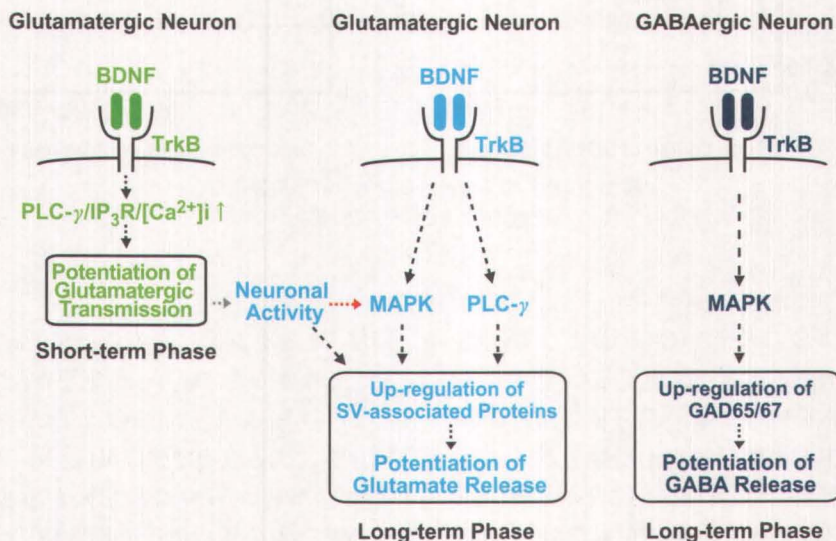 Glutamatergic Neuron
BDNF
TrkB
PLC-γ/IP₃R/[Ca²⁺]i ↑
Potentiation of
Glutamatergic
Transmission
Short-term Phase
Neuronal
Activity
Glutamatergic Neuron
BDNF
TrkB
MAPK
PLC-γ
Up-regulation of
SV-associated Proteins
Potentiation of
Glutamate Release
Long-term Phase
GABAergic Neuron
BDNF
TrkB
MAPK
Up-regulation of
GAD65/67
Potentiation of
GABA Release
Long-term Phase